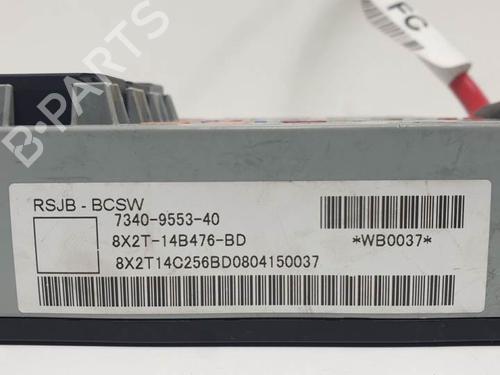 FC
B-PARTS
RSJB - BCSW
7340-9553-40
8X2T-14B476-BD
*WB0037*
8X2T14C256BD0804150037